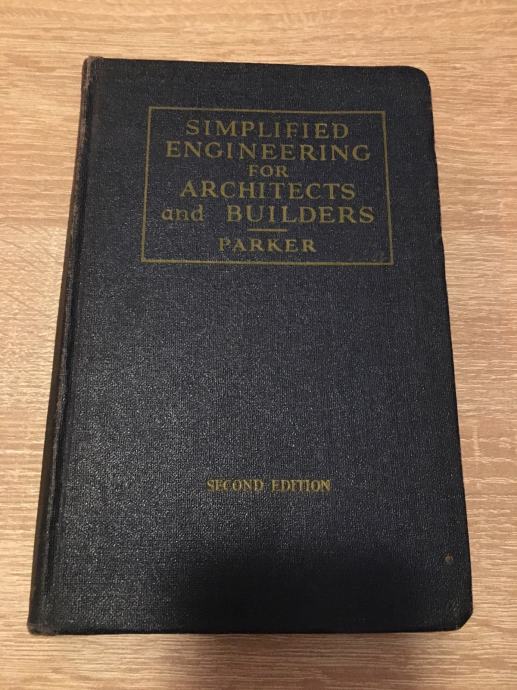 SIMPLIFIED
ENGINEERING
FOR
ARCHITECTS
and BUILDERS
PARKER
SECOND EDITION